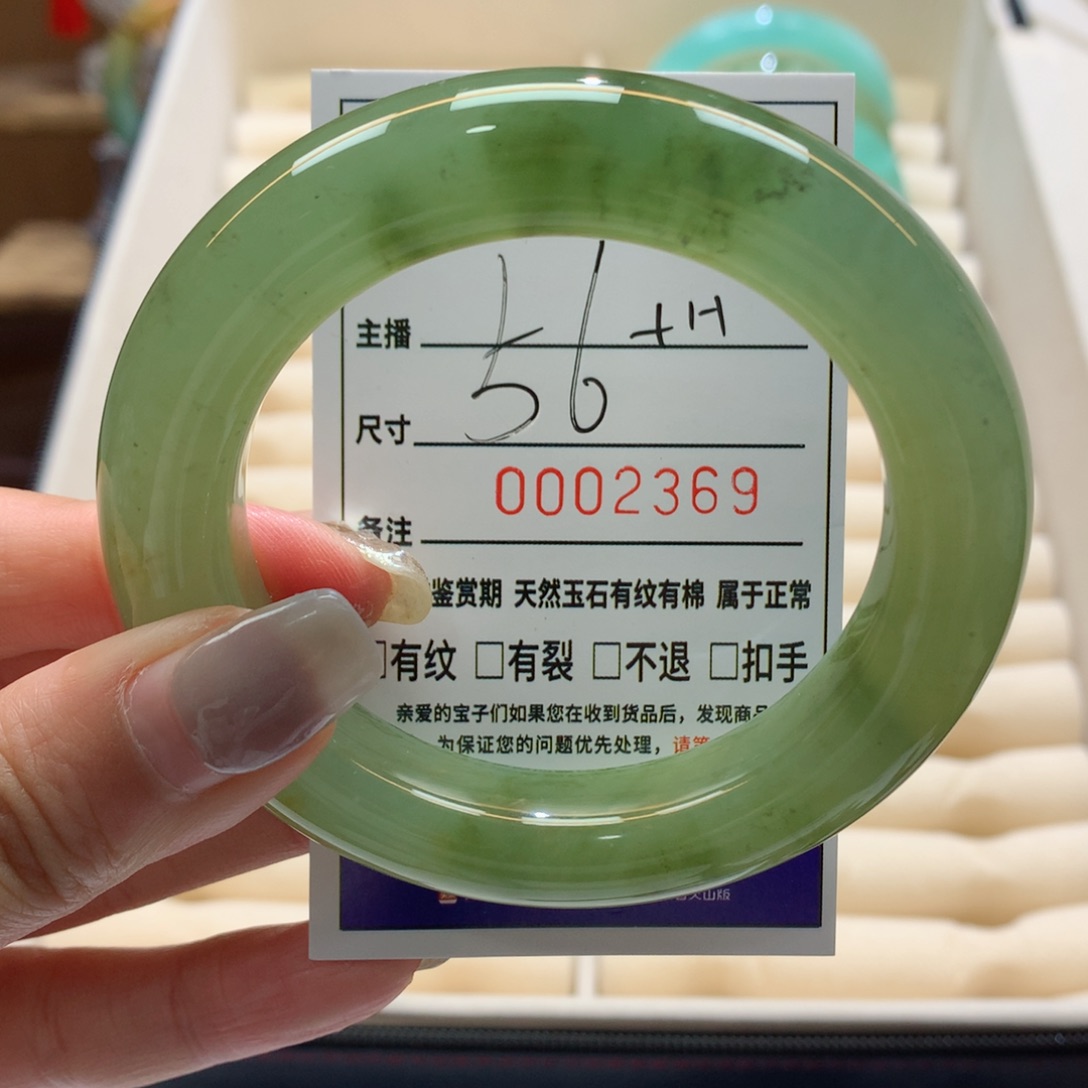 主播
56+H
尺寸
0002369
备注
鉴赏期 天然玉石有纹有棉 属于正常
□有纹 □有裂 □不退 □扣手
亲爱的宝子们如果您在收到货品后，发现商
为保证您的问题优先处理，请